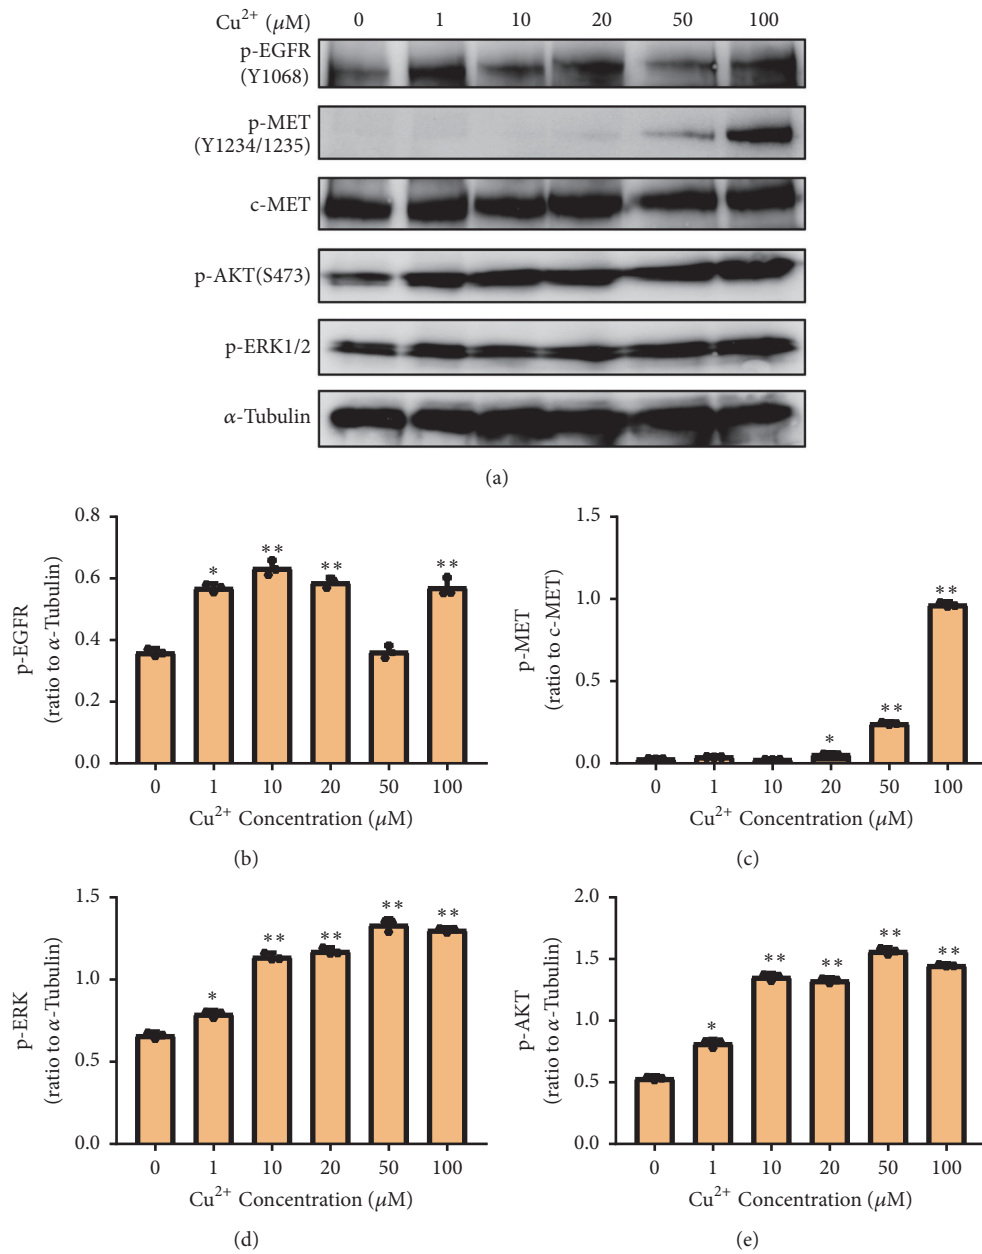 Cu²⁺ (μM) 0 1 10 20 50 100
p-EGFR
(Y1068)
p-MET
(Y1234/1235)
c-MET
p-AKT(S473)
p-ERK1/2
α-Tubulin
(a)
p-EGFR
(ratio to α-Tubulin)
0.8
0.6
0.4
0.2
0.0
* ** ** **
0 1 10 20 50 100
Cu²⁺ Concentration (μM)
(b)
p-MET
(ratio to c-MET)
1.5
1.0
0.5
0.0
* ** **
0 1 10 20 50 100
Cu²⁺ Concentration (μM)
(c)
p-ERK
(ratio to α-Tubulin)
1.5
1.0
0.5
0.0
* ** ** ** **
0 1 10 20 50 100
Cu²⁺ Concentration (μM)
(d)
p-AKT
(ratio to α-Tubulin)
2.0
1.5
1.0
0.5
0.0
* ** ** ** **
0 1 10 20 50 100
Cu²⁺ Concentration (μM)
(e)